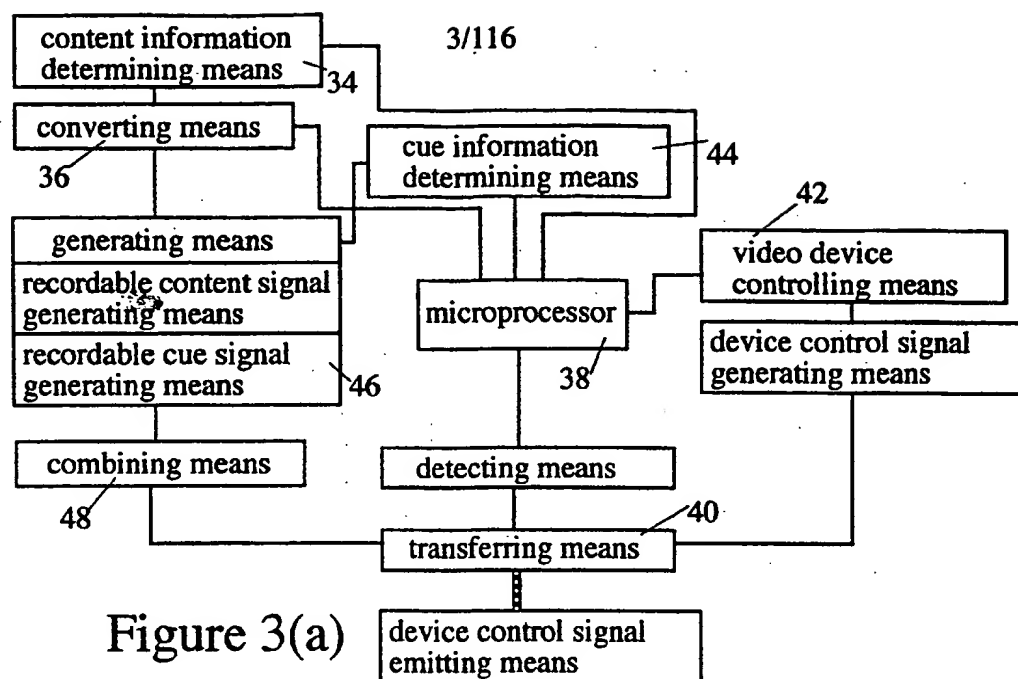 3/116
content information
determining means
34
converting means
36
cue information
determining means
44
42
generating means
video device
controlling means
recordable content signal
generating means
microprocessor
38
device control signal
generating means
recordable cue signal
generating means
46
combining means
48
detecting means
40
transferring means
Figure 3(a)
device control signal
emitting means